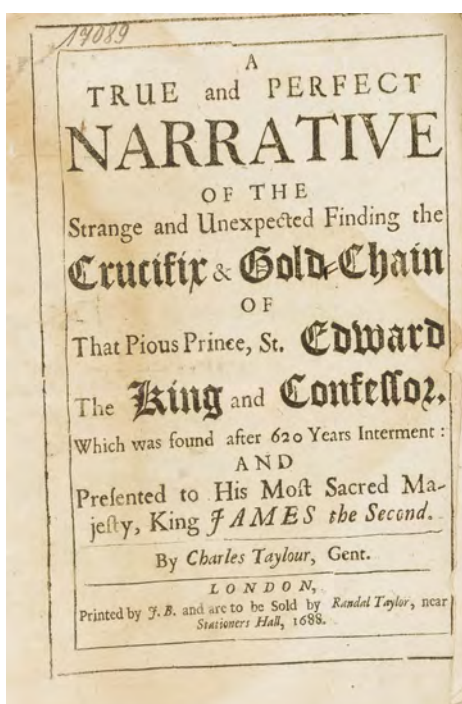 17089
A
TRUE and PERFECT
NARRATIVE
OF THE
Strange and Unexpected Finding the
Crucifix & Gold-Chain
OF
That Pious Prince, St. Edward
The King and Confeſſor,
Which was found after 620 Years Interment:
AND
Preſented to His Moſt Sacred Ma-
jeſty, King JAMES the Second.
By Charles Taylour, Gent.
LONDON,
Printed by J. B. and are to be Sold by Randal Taylor, near
Stationers Hall, 1688.